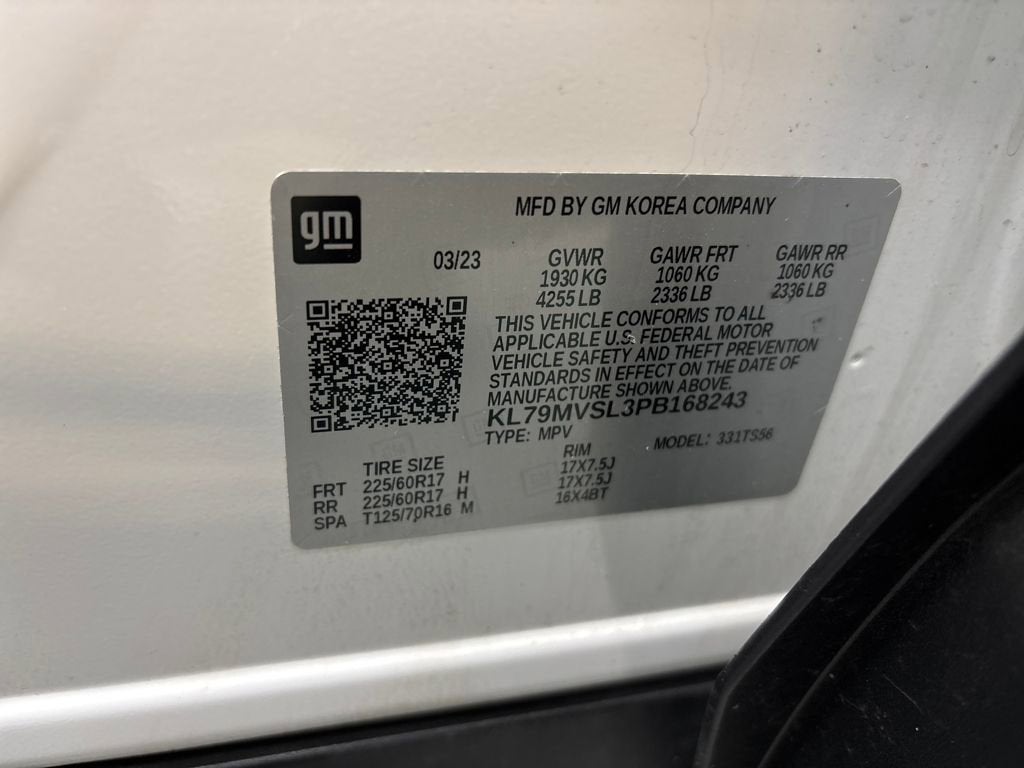 gm
MFD BY GM KOREA COMPANY
03/23 GVWR GAWR FRT GAWR RR
1930 KG 1060 KG 1060 KG
4255 LB 2336 LB 2336 LB
THIS VEHICLE CONFORMS TO ALL
APPLICABLE U.S. FEDERAL MOTOR
VEHICLE SAFETY AND THEFT PREVENTION
STANDARDS IN EFFECT ON THE DATE OF
MANUFACTURE SHOWN ABOVE.
KL79MVSL3PB168243
TYPE: MPV MODEL: 331TS56
TIRE SIZE RIM
FRT 225/60R17 H 17X7.5J
RR 225/60R17 H 17X7.5J
SPA T125/70R16 M 16X4BT